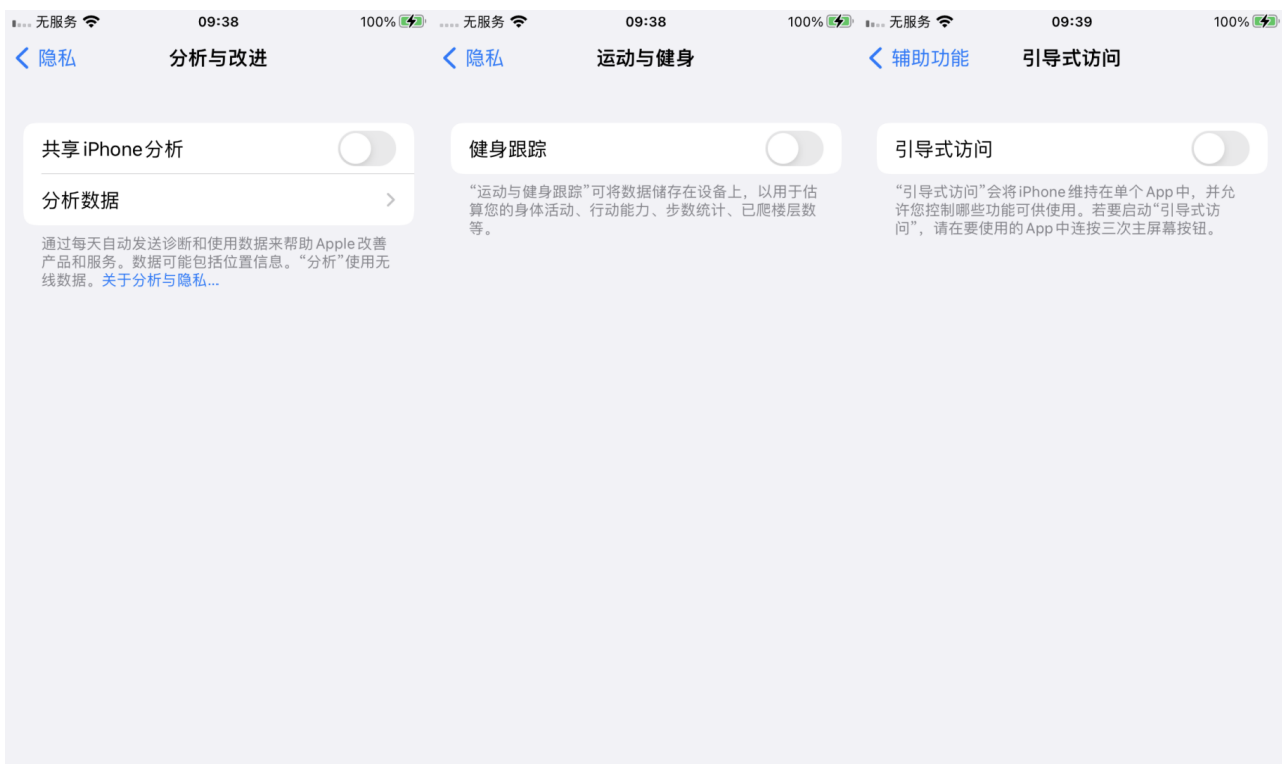 无服务 09:38 100%
隐私 分析与改进
共享iPhone分析
分析数据
通过每天自动发送诊断和使用数据来帮助Apple改善
产品和服务。数据可能包括位置信息。“分析”使用无
线数据。关于分析与隐私...
无服务 09:38 100%
隐私 运动与健身
健身跟踪
“运动与健身跟踪”可将数据储存在设备上，以用于估
算您的身体活动、行动能力、步数统计、已爬楼层数
等。
无服务 09:39 100%
辅助功能 引导式访问
引导式访问
“引导式访问”会将iPhone维持在单个App中，并允
许您控制哪些功能可供使用。若要启动“引导式访
问”，请在要使用的App中连按三次主屏幕按钮。